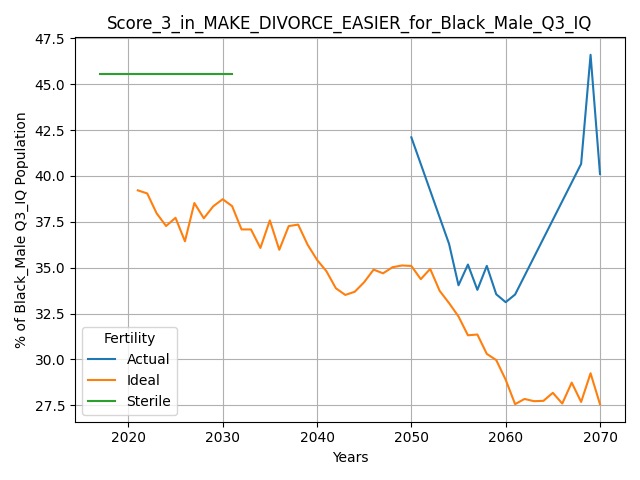 Score_3_in_MAKE_DIVORCE_EASIER_for_Black_Male_Q3_IQ
% of Black_Male Q3_IQ Population
47.5
45.0
42.5
40.0
37.5
35.0
32.5
30.0
27.5
Fertility
Actual
Ideal
Sterile
2020 2030 2040 2050 2060 2070
Years